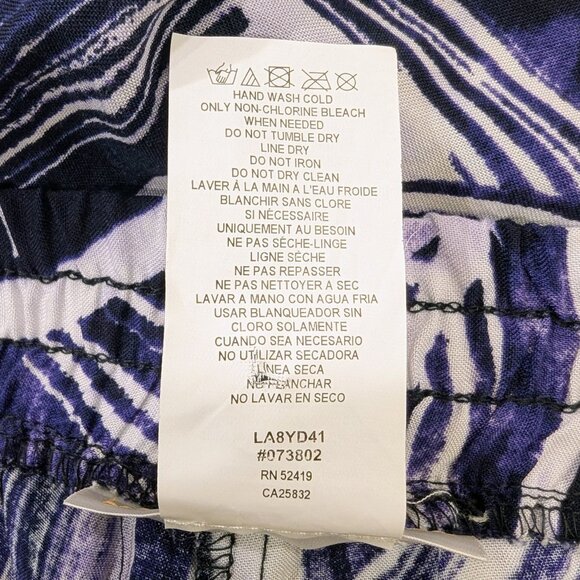 HAND WASH COLD
ONLY NON-CHLORINE BLEACH
WHEN NEEDED
DO NOT TUMBLE DRY
LINE DRY
DO NOT IRON
DO NOT DRY CLEAN
LAVER À LA MAIN A L'EAU FROIDE
BLANCHIR SANS CLORE
SI NÉCESSAIRE
UNIQUEMENT AU BESOIN
NE PAS SÈCHE-LINGE
LIGNE SÈCHE
NE PAS REPASSER
NE PAS NETTOYER A SEC
LAVAR A MANO CON AGUA FRIA
USAR BLANQUEADOR SIN
CLORO SOLAMENTE
CUANDO SEA NECESARIO
NO UTILIZAR SECADORA
LÍNEA SECA
PLANCHAR
NO LAVAR EN SECO
LA8YD41
#073802
RN 52419
CA25832